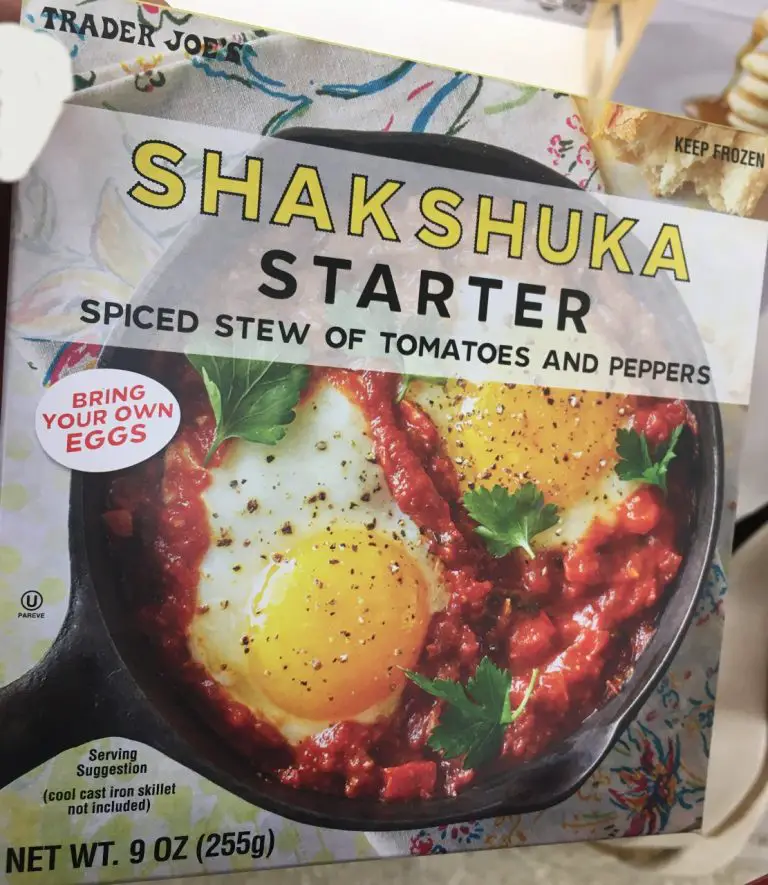 TRADER JOE'S
KEEP FROZEN
SHAKSHUKA
STARTER
SPICED STEW OF TOMATOES AND PEPPERS
BRING
YOUR OWN
EGGS
U
PAREVE
Serving
Suggestion
(cool cast iron skillet
not included)
NET WT. 9 OZ (255g)